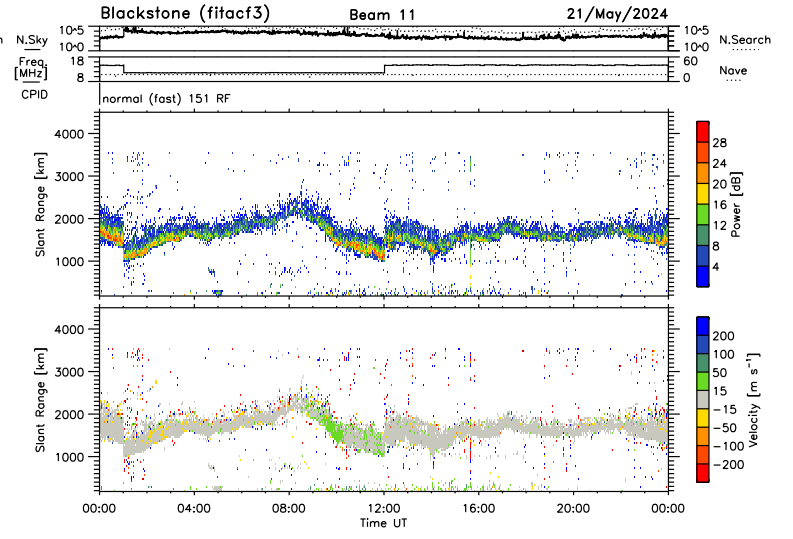 Blackstone (fitacf3) Beam 11 21/May/2024
N.Sky 10^5 10^0 10^5 10^0 N.Search
Freq. [MHz] 18 8 60 0 Nave
CPID normal (fast) 151 RF
Slant Range [km] 4000 3000 2000 1000
Power [dB] 28 24 20 16 12 8 4
Slant Range [km] 4000 3000 2000 1000
Velocity [m s⁻¹] 200 100 50 15 -15 -50 -100 -200
00:00 04:00 08:00 12:00 16:00 20:00 00:00
Time UT